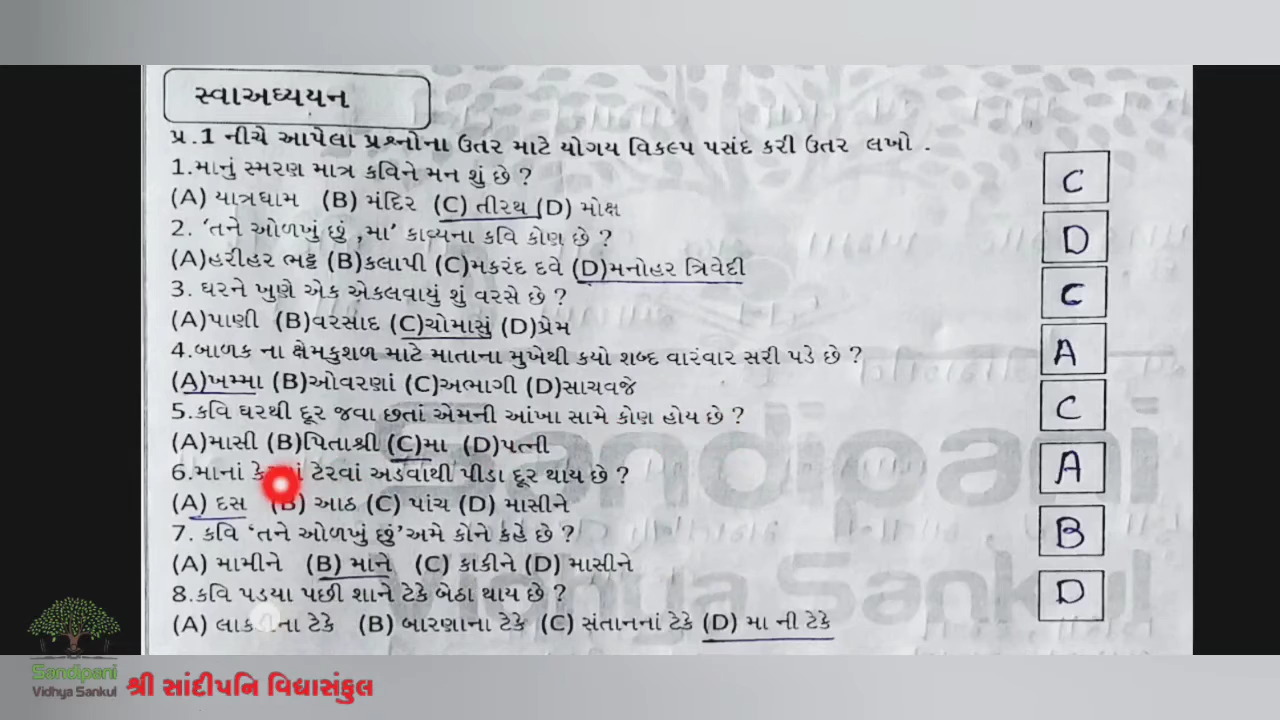 સ્વાઅધ્યયન
પ્ર.1 નીચે આપેલા પ્રશ્નોના ઉતર માટે યોગય વિકલ્પ પસંદ કરી ઉતર લખો .
1.માનું સ્મરણ માત્ર કવિને મન શું છે ?
(A) યાત્રધામ (B) મંદિર (C) તીરથ (D) મોક્ષ
C
2. ‘તને ઓળખું છું ,મા’ કાવ્યના કવિ કોણ છે ?
(A)હરીહર ભટ્ટ (B)કલાપી (C)મકરંદ દવે (D)મનોહર ત્રિવેદી
D
3. ઘરને ખુણે એક એકલવાયું શું વરસે છે ?
(A)પાણી (B)વરસાદ (C)ચોમાસું (D)પ્રેમ
C
4.બાળક ના ક્ષેમકુશળ માટે માતાના મુખેથી કયો શબ્દ વારંવાર સરી પડે છે ?
(A)ખમ્મા (B)ઓવરણાં (C)અભાગી (D)સાચવજે
A
5.કવિ ઘરથી દૂર જવા છતાં એમની આંખા સામે કોણ હોય છે ?
(A)માસી (B)પિતાશ્રી (C)મા (D)પત્ની
C
6.માનાં ટેરવાં અડવાથી પીડા દૂર થાય છે ?
(A) દસ (B) આઠ (C) પાંચ (D) માસીને
A
7. કવિ ‘તને ઓળખું છું’ અમે કોને કહે છે ?
(A) મામીને (B) માને (C) કાકીને (D) માસીને
B
8.કવિ પડયા પછી શાને ટેકે બેઠા થાય છે ?
(A) ટેકે (B) બારણાના ટેકે (C) સંતાનનાં ટેકે (D) મા ની ટેકે
D
Sandipani
Vidhya Sankul
Sandipani
Vidhya Sankul
શ્રી સાંદીપનિ વિદ્યાસંકુલ